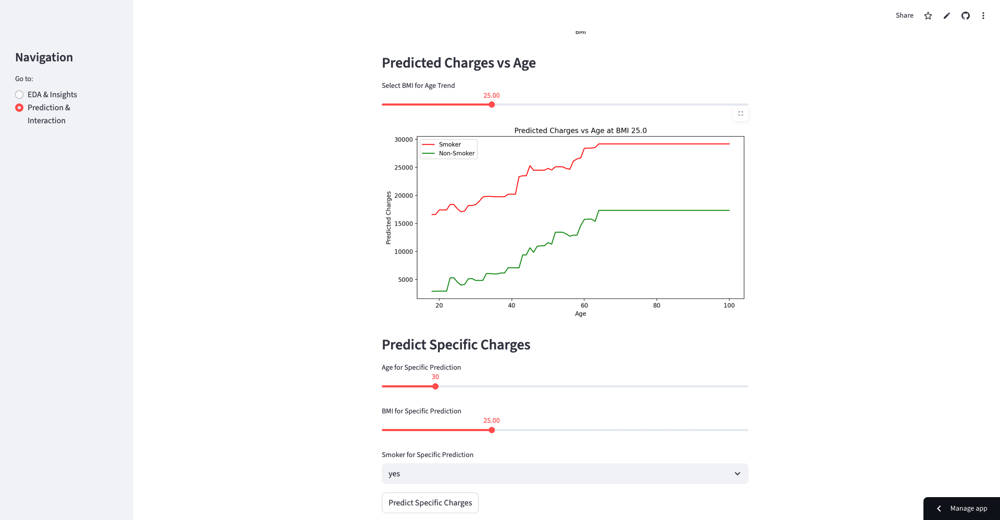 Share
Navigation
Go to:
EDA & Insights
Prediction &
Interaction
BMI
Predicted Charges vs Age
Select BMI for Age Trend
25.00
Predicted Charges vs Age at BMI 25.0
Smoker
Non-Smoker
30000
25000
20000
15000
10000
5000
Predicted Charges
20 40 60 80 100
Age
Predict Specific Charges
Age for Specific Prediction
30
BMI for Specific Prediction
25.00
Smoker for Specific Prediction
yes
Predict Specific Charges
Manage app